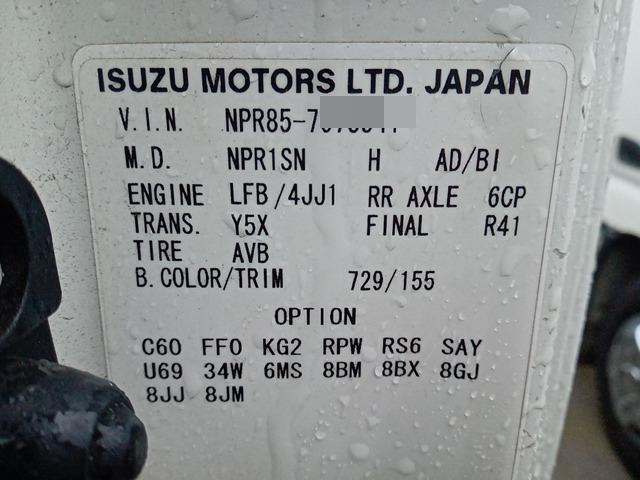 ISUZU MOTORS LTD. JAPAN
V.I.N. NPR85-7
M.D. NPR1SN H AD/BI
ENGINE LFB/4JJ1 RR AXLE 6CP
TRANS. Y5X FINAL R41
TIRE AVB
B.COLOR/TRIM 729/155
OPTION
C60 FF0 KG2 RPW RS6 SAY
U69 34W 6MS 8BM 8BX 8GJ
8JJ 8JM